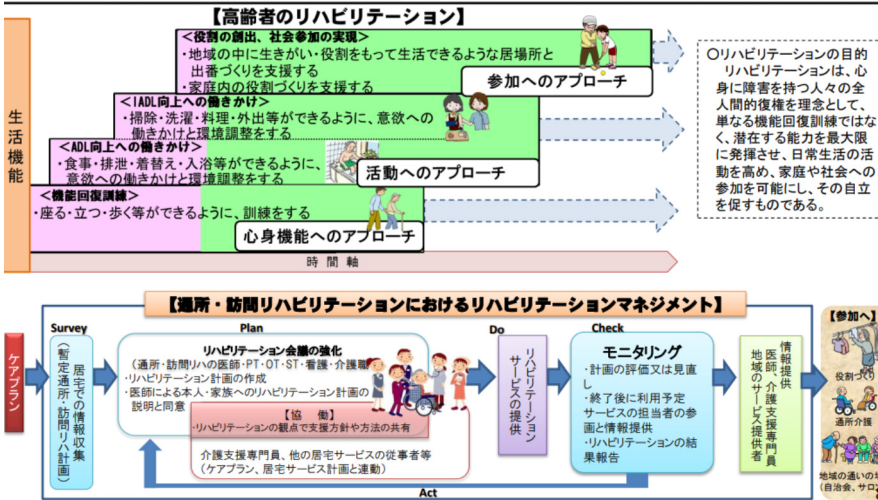 【高齢者のリハビリテーション】
生活機能
＜役割の創出、社会参加の実現＞
・地域の中に生きがい・役割をもって生活できるような居場所と
出番づくりを支援する
・家庭内の役割づくりを支援する
参加へのアプローチ
＜IADL向上への働きかけ＞
・掃除・洗濯・料理・外出等ができるように、意欲への
働きかけと環境調整をする
＜ADL向上への働きかけ＞
・食事・排泄・着替え・入浴等ができるように、
意欲への働きかけと環境調整をする
活動へのアプローチ
＜機能回復訓練＞
・座る・立つ・歩く等ができるように、訓練をする
心身機能へのアプローチ
時間軸
○リハビリテーションの目的
リハビリテーションは、心
身に障害を持つ人々の全
人間的復権を理念として、
単なる機能回復訓練ではな
く、潜在する能力を最大限
に発揮させ、日常生活の活
動を高め、家庭や社会への
参加を可能にし、その自立
を促すものである。
【通所・訪問リハビリテーションにおけるリハビリテーションマネジメント】
ケアプラン
Survey
居宅での情報収集
（暫定通所・訪問リハ計画）
Plan
リハビリテーション会議の強化
（通所・訪問リハの医師・PT・OT・ST・看護・介護職
・リハビリテーション計画の作成
・医師による本人・家族へのリハビリテーション計画の
説明と同意
【協働】
・リハビリテーションの観点で支援方針や方法の共有
介護支援専門員、他の居宅サービスの従事者等
（ケアプラン、居宅サービス計画と連動）
Do
リハビリテーション
サービスの提供
Check
モニタリング
・計画の評価又は見直
し
・終了後に利用予定
サービスの担当者の参
画と情報提供
・リハビリテーションの結
果報告
Act
情報提供
医師、介護支援専門員
地域のサービス提供者
【参加へ】
役割づくり
通所介護
地域の通いの場
（自治会、サロ